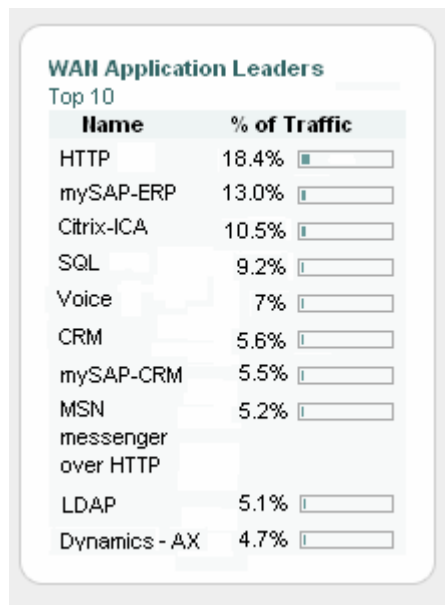 WAN Application Leaders
Top 10
Name % of Traffic
HTTP 18.4%
mySAP-ERP 13.0%
Citrix-ICA 10.5%
SQL 9.2%
Voice 7%
CRM 5.6%
mySAP-CRM 5.5%
MSN 5.2%
messenger
over HTTP
LDAP 5.1%
Dynamics - AX 4.7%